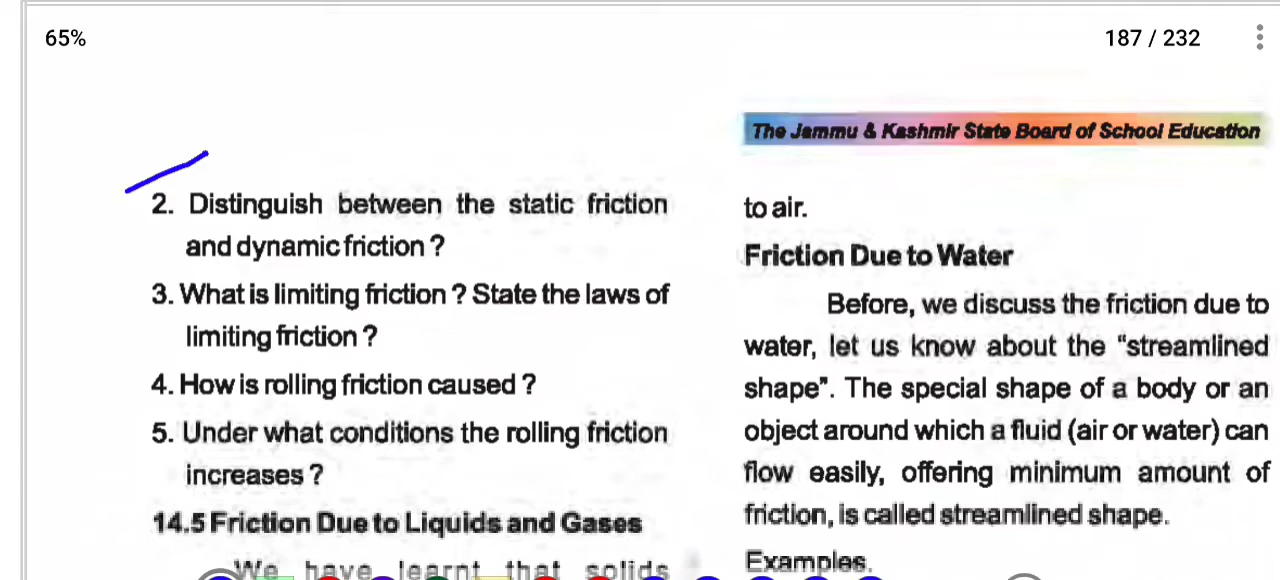 65%
187 / 232
The Jammu & Kashmir State Board of School Education
2. Distinguish between the static friction
and dynamic friction ?
3. What is limiting friction ? State the laws of
limiting friction ?
4. How is rolling friction caused ?
5. Under what conditions the rolling friction
increases ?
14.5 Friction Due to Liquids and Gases
We have learnt that solids
to air.
Friction Due to Water
Before, we discuss the friction due to
water, let us know about the "streamlined
shape". The special shape of a body or an
object around which a fluid (air or water) can
flow easily, offering minimum amount of
friction, is called streamlined shape.
Examples.